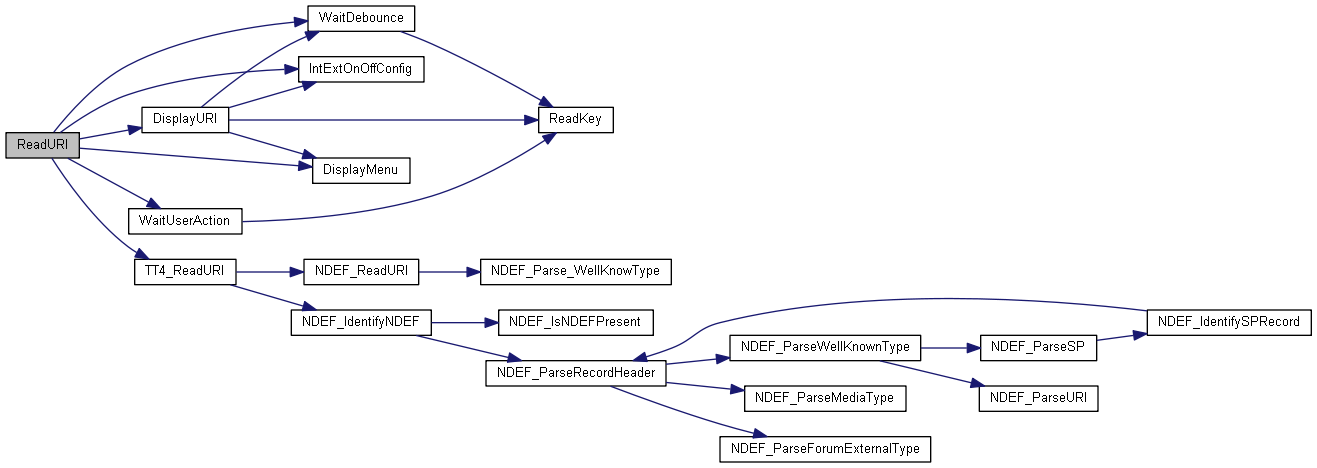 WaitDebounce
IntExtOnOffConfig
DisplayURI
ReadKey
ReadURI
DisplayMenu
WaitUserAction
TT4_ReadURI
NDEF_ReadURI
NDEF_Parse_WellKnowType
NDEF_IdentifyNDEF
NDEF_IsNDEFPresent
NDEF_IdentifySPRecord
NDEF_ParseWellKnownType
NDEF_ParseSP
NDEF_ParseRecordHeader
NDEF_ParseMediaType
NDEF_ParseURI
NDEF_ParseForumExternalType